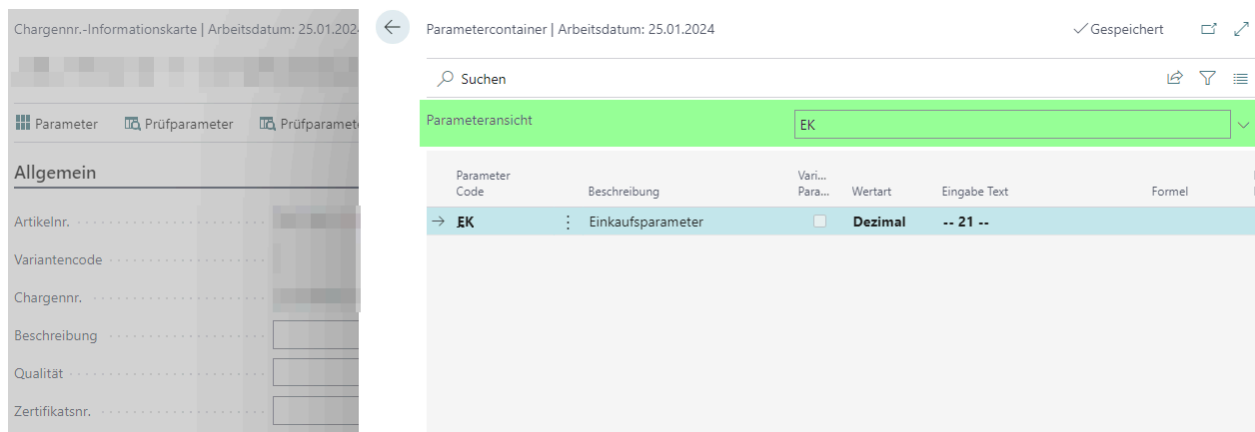 Chargennr.-Informationskarte | Arbeitsdatum: 25.01.202
Parameter Prüfparameter Prüfparamet
Allgemein
Artikelnr.
Variantencode
Chargennr.
Beschreibung
Qualität
Zertifikatsnr.
Parametercontainer | Arbeitsdatum: 25.01.2024
Gespeichert
Suchen
Parameteransicht EK
Parameter Code Beschreibung Vari... Para... Wertart Eingabe Text Formel
EK Einkaufsparameter Dezimal -- 21 --